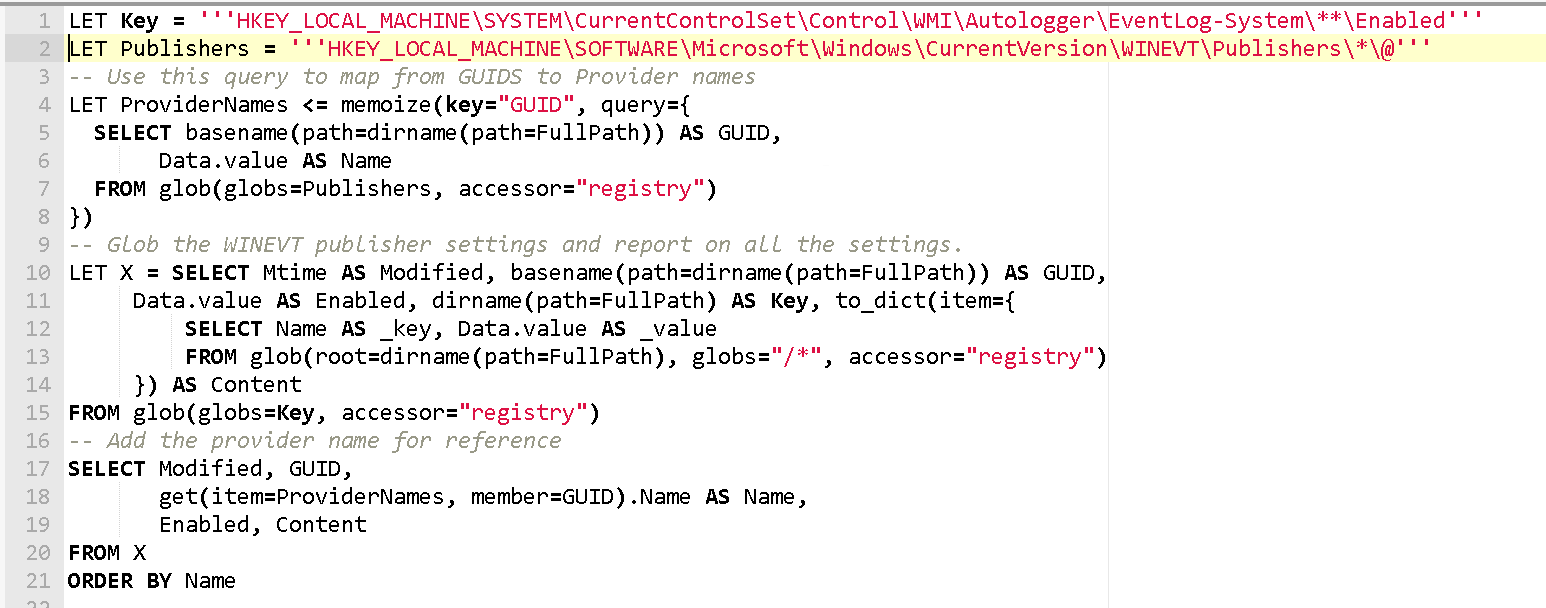 1 LET Key = '''HKEY_LOCAL_MACHINE\SYSTEM\CurrentControlSet\Control\WMI\Autologger\EventLog-System\**\Enabled'''
2 LET Publishers = '''HKEY_LOCAL_MACHINE\SOFTWARE\Microsoft\Windows\CurrentVersion\WINEVT\Publishers\*\@'''
3 -- Use this query to map from GUIDS to Provider names
4 LET ProviderNames <= memoize(key="GUID", query={
5   SELECT basename(path=dirname(path=FullPath)) AS GUID,
6        Data.value AS Name
7   FROM glob(globs=Publishers, accessor="registry")
8 })
9 -- Glob the WINEVT publisher settings and report on all the settings.
10 LET X = SELECT Mtime AS Modified, basename(path=dirname(path=FullPath)) AS GUID,
11      Data.value AS Enabled, dirname(path=FullPath) AS Key, to_dict(item={
12          SELECT Name AS _key, Data.value AS _value
13          FROM glob(root=dirname(path=FullPath), globs="/*", accessor="registry")
14      }) AS Content
15 FROM glob(globs=Key, accessor="registry")
16 -- Add the provider name for reference
17 SELECT Modified, GUID,
18        get(item=ProviderNames, member=GUID).Name AS Name,
19        Enabled, Content
20 FROM X
21 ORDER BY Name
22